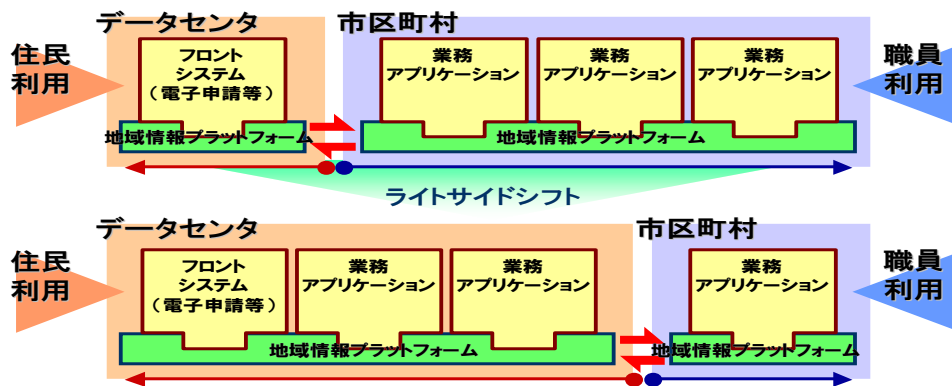 データセンタ
市区町村
住民
利用
フロント
システム
（電子申請等）
業務
アプリケーション
業務
アプリケーション
業務
アプリケーション
職員
利用
地域情報プラットフォーム
地域情報プラットフォーム
ライトサイドシフト
データセンタ
市区町村
住民
利用
フロント
システム
（電子申請等）
業務
アプリケーション
業務
アプリケーション
業務
アプリケーション
職員
利用
地域情報プラットフォーム
地域情報プラットフォーム